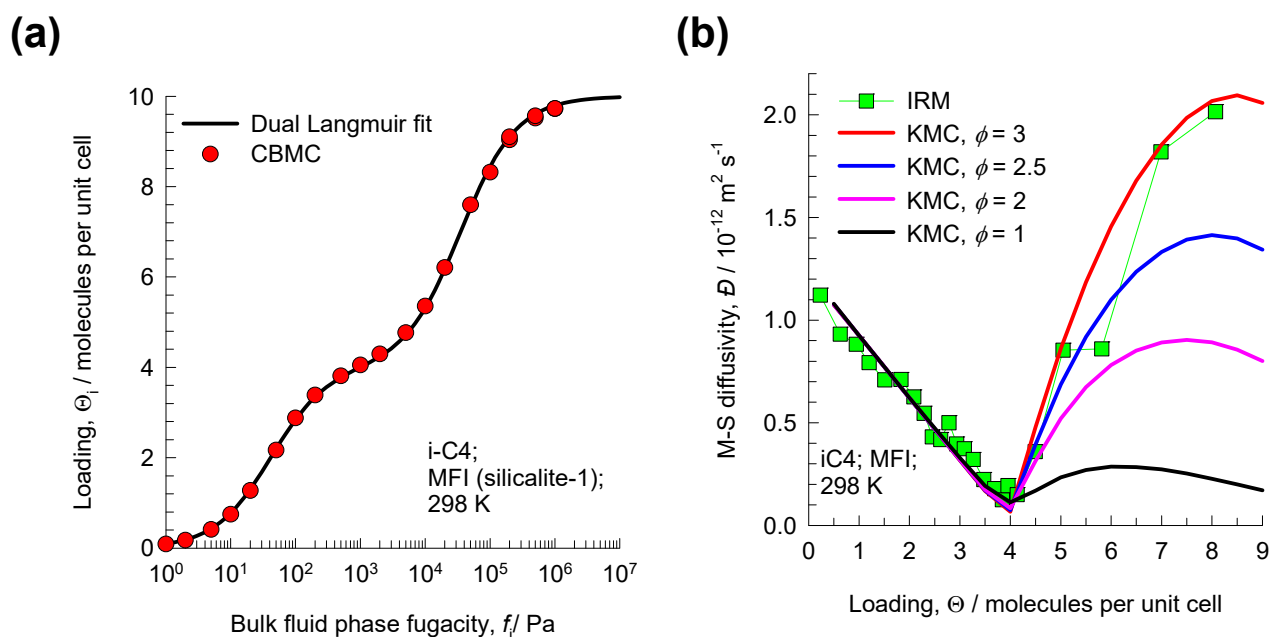 (a)
10
8
6
4
2
0
Loading, Θi / molecules per unit cell
Dual Langmuir fit
CBMC
i-C4;
MFI (silicalite-1);
298 K
10⁰ 10¹ 10² 10³ 10⁴ 10⁵ 10⁶ 10⁷
Bulk fluid phase fugacity, fi/ Pa
(b)
2.0
1.5
1.0
0.5
0.0
M-S diffusivity, Đ / 10⁻¹² m² s⁻¹
IRM
KMC, ϕ = 3
KMC, ϕ = 2.5
KMC, ϕ = 2
KMC, ϕ = 1
iC4; MFI;
298 K
0 1 2 3 4 5 6 7 8 9
Loading, Θ / molecules per unit cell